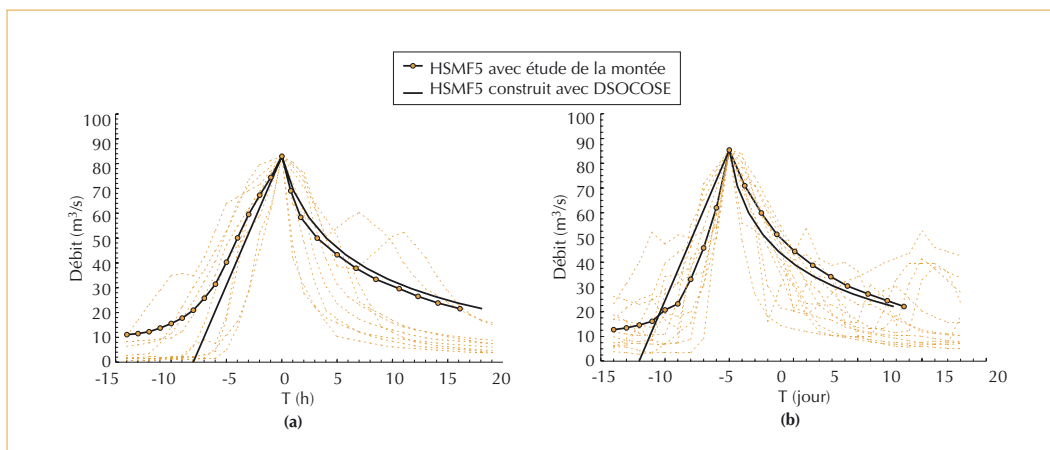 HSMF5 avec étude de la montée
HSMF5 construit avec DSOCOSE
Débit (m³/s)
100
90
80
70
60
50
40
30
20
10
0
-15 -10 -5 0 5 10 15 20
T (h)
(a)
Débit (m³/s)
100
90
80
70
60
50
40
30
20
10
0
-15 -10 -5 0 5 10 15 20
T (jour)
(b)